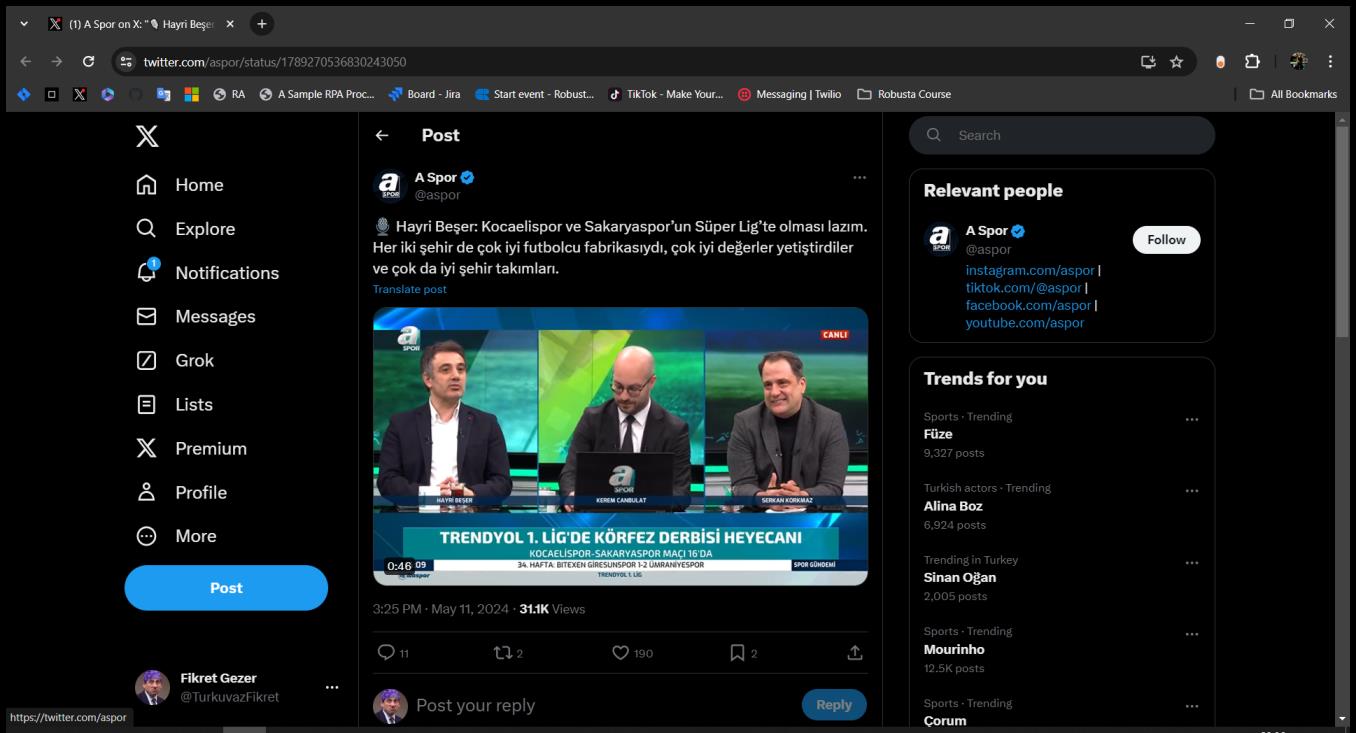 (1) A Spor on X: "🎙 Hayri Beşer
twitter.com/aspor/status/1789270536830243050
RA
A Sample RPA Proc...
Board - Jira
Start event - Robust...
TikTok - Make Your...
Messaging | Twilio
Robusta Course
All Bookmarks
Home
Explore
1
Notifications
Messages
Grok
Lists
Premium
Profile
More
Post
Fikret Gezer
@TurkuvazFikret
https://twitter.com/aspor
Post
A Spor
@aspor
🎙 Hayri Beşer: Kocaelispor ve Sakaryaspor’un Süper Lig’te olması lazım.
Her iki şehir de çok iyi futbolcu fabrikasıydı, çok iyi değerler yetiştirdiler
ve çok da iyi şehir takımları.
Translate post
a
SPOR
CANLI
a
SPOR
HAYRİ BEŞER
KEREM CANBULAT
SERKAN KORKMAZ
TRENDYOL 1. LİG'DE KÖRFEZ DERBİSİ HEYECANI
KOCAELİSPOR-SAKARYASPOR MAÇI 16'DA
0:46
09
34. HAFTA: BITEXEN GİRESUNSPOR 1-2 ÜMRANİYESPOR
SPOR GÜNDEMİ
aspor
TRENDYOL 1. LİG
3:25 PM · May 11, 2024 · 31.1K Views
11
2
190
2
Post your reply
Reply
Search
Relevant people
A Spor
@aspor
Follow
instagram.com/aspor |
tiktok.com/@aspor |
facebook.com/aspor |
youtube.com/aspor
Trends for you
Sports · Trending
Füze
9,327 posts
Turkish actors · Trending
Alina Boz
6,924 posts
Trending in Turkey
Sinan Oğan
2,005 posts
Sports · Trending
Mourinho
12.5K posts
Sports · Trending
Çorum